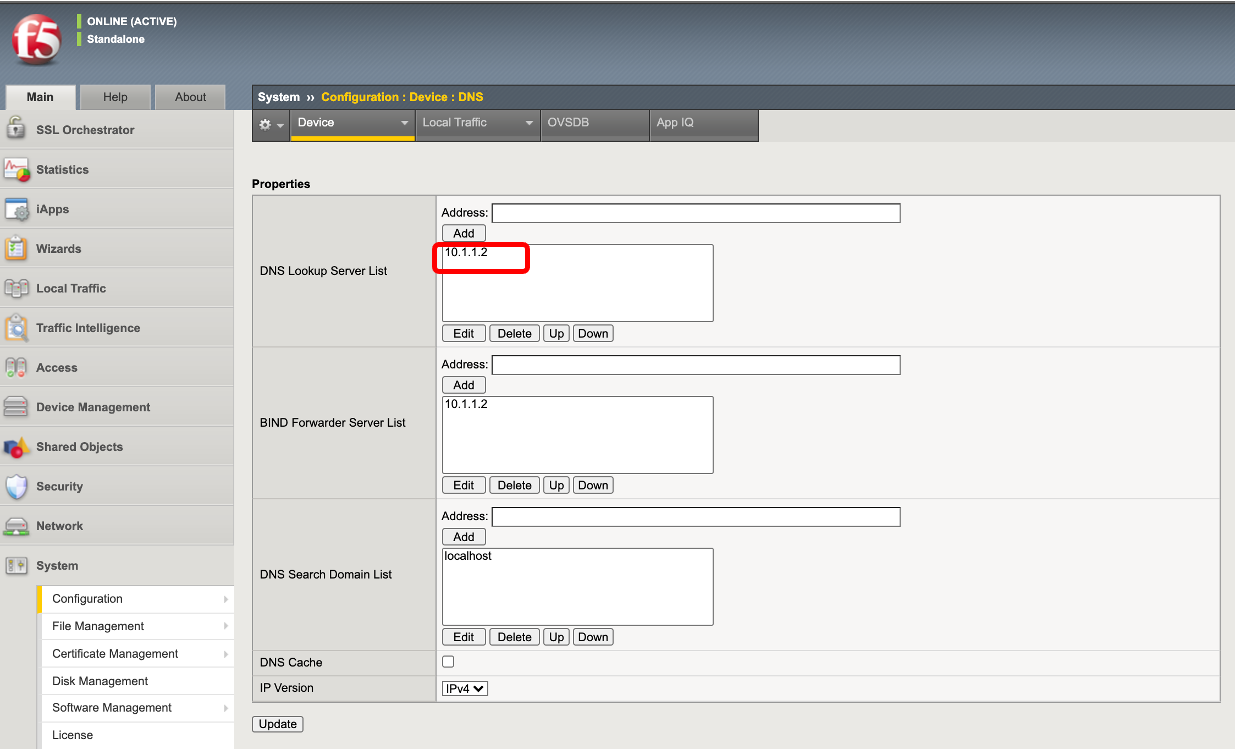 f5
ONLINE (ACTIVE)
Standalone
Main Help About
System ›› Configuration : Device : DNS
Device Local Traffic OVSDB App IQ
SSL Orchestrator
Statistics
iApps
Wizards
Local Traffic
Traffic Intelligence
Access
Device Management
Shared Objects
Security
Network
System
Configuration
File Management
Certificate Management
Disk Management
Software Management
License
Properties
DNS Lookup Server List
Address:
Add
10.1.1.2
Edit Delete Up Down
BIND Forwarder Server List
Address:
Add
10.1.1.2
Edit Delete Up Down
DNS Search Domain List
Address:
Add
localhost
Edit Delete Up Down
DNS Cache
IP Version IPv4
Update